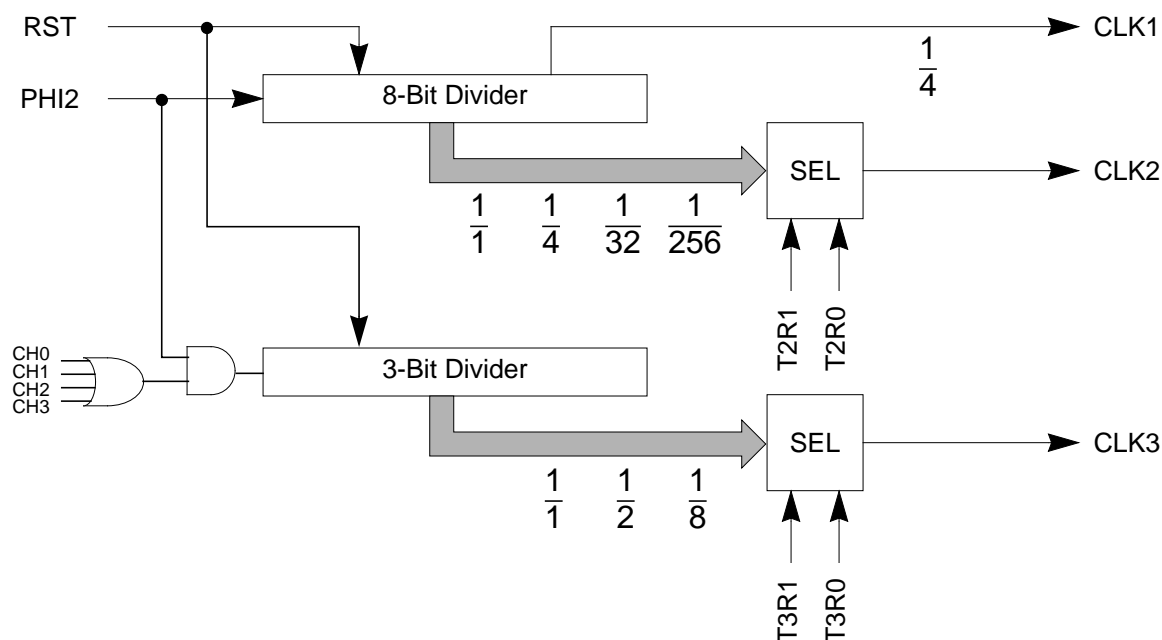 RST
CLK1
1/4
PHI2
8-Bit Divider
SEL
CLK2
1/1 1/4 1/32 1/256
T2R1
T2R0
CH0
CH1
CH2
CH3
3-Bit Divider
SEL
CLK3
1/1 1/2 1/8
T3R1
T3R0